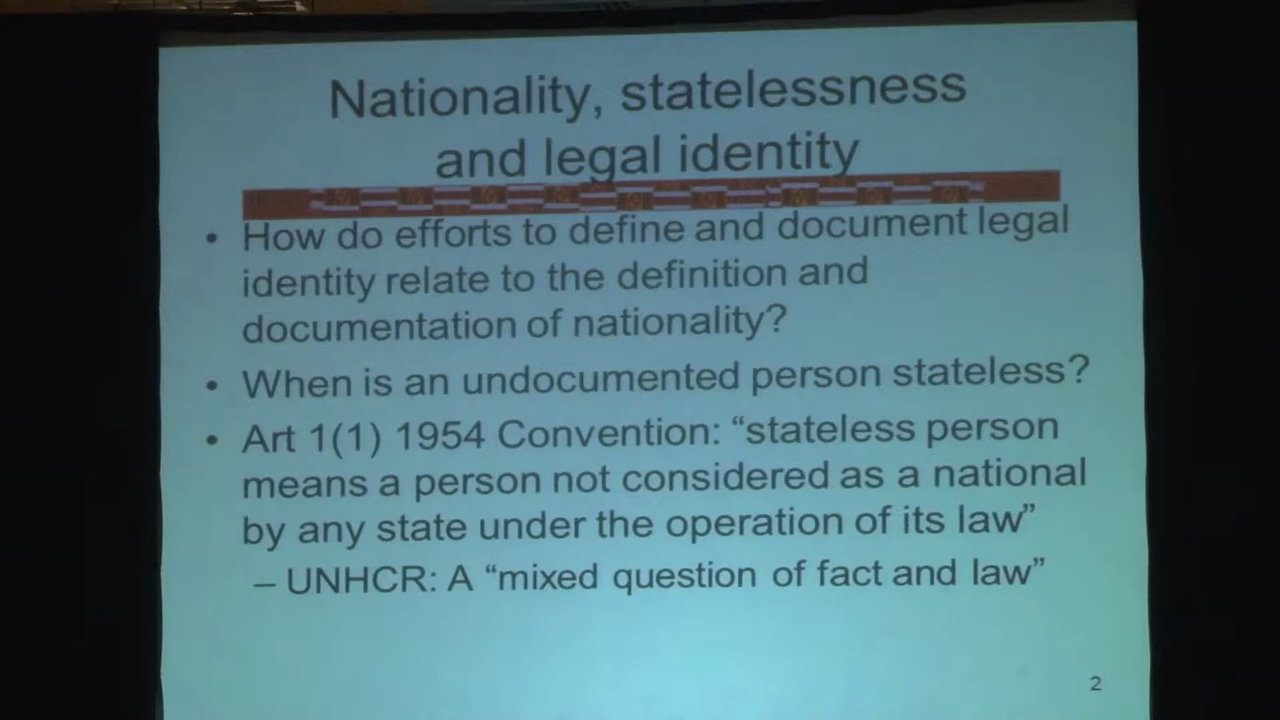 Nationality, statelessness
and legal identity
• How do efforts to define and document legal
identity relate to the definition and
documentation of nationality?
• When is an undocumented person stateless?
• Art 1(1) 1954 Convention: “stateless person
means a person not considered as a national
by any state under the operation of its law”
– UNHCR: A “mixed question of fact and law”
2